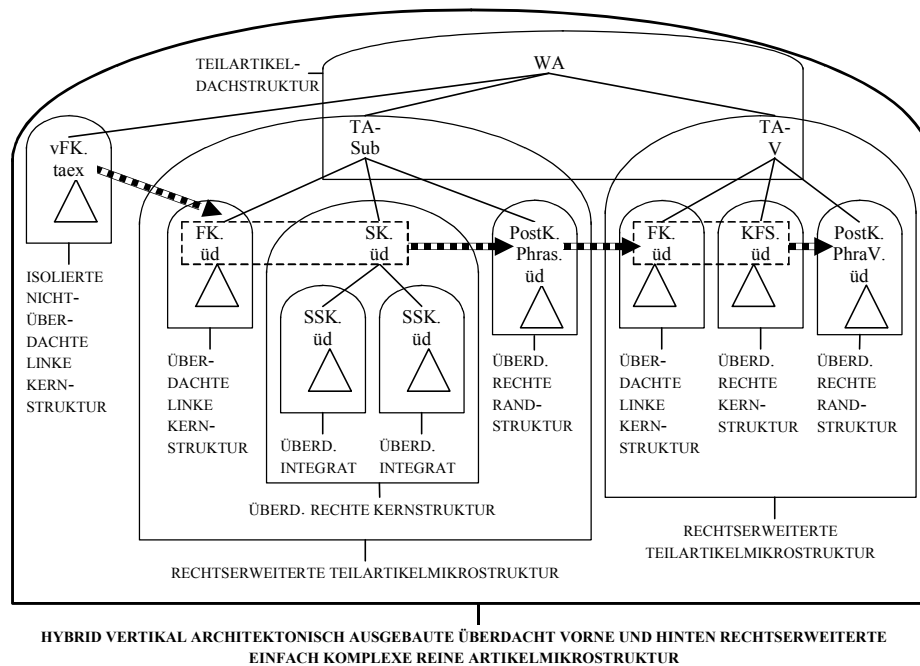 TEILARTIKEL-
DACHSTRUKTUR
WA
vFK.
taex
TA-
Sub
TA-
V
FK.
üd
SK.
üd
PostK.
Phras.
üd
FK.
üd
KFS.
üd
PostK.
PhraV.
üd
SSK.
üd
SSK.
üd
ISOLIERTE
NICHT-
ÜBER-
DACHTE
LINKE
KERN-
STRUKTUR
ÜBER-
DACHTE
LINKE
KERN-
STRUKTUR
ÜBERD.
INTEGRAT
ÜBERD.
INTEGRAT
ÜBERD.
RECHTE
RAND-
STRUKTUR
ÜBER-
DACHTE
LINKE
KERN-
STRUKTUR
ÜBERD.
RECHTE
KERN-
STRUKTUR
ÜBERD.
RECHTE
RAND-
STRUKTUR
ÜBERD. RECHTE KERNSTRUKTUR
RECHTSERWEITERTE
TEILARTIKELMIKROSTRUKTUR
RECHTSERWEITERTE TEILARTIKELMIKROSTRUKTUR
HYBRID VERTIKAL ARCHITEKTONISCH AUSGEBAUTE ÜBERDACHT VORNE UND HINTEN RECHTSERWEITERTE
EINFACH KOMPLEXE REINE ARTIKELMIKROSTRUKTUR